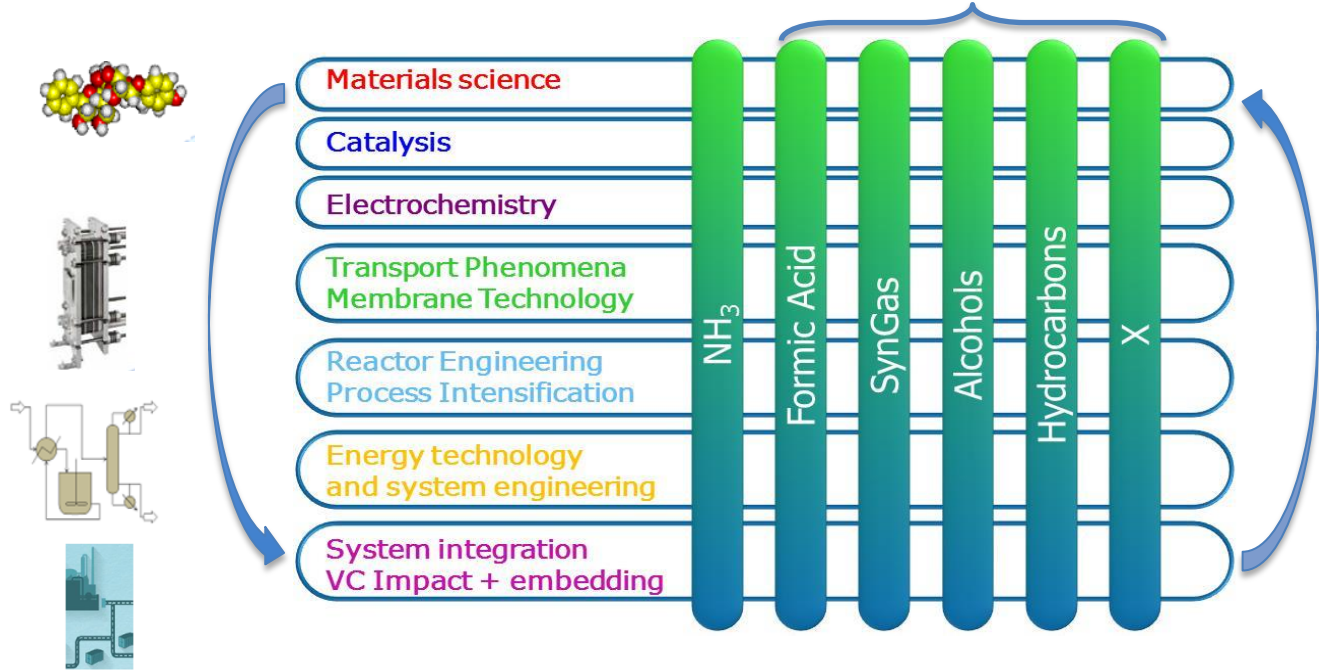 Materials science
Catalysis
Electrochemistry
Transport Phenomena
Membrane Technology
Reactor Engineering
Process Intensification
Energy technology
and system engineering
System integration
VC Impact + embedding
NH₃
Formic Acid
SynGas
Alcohols
Hydrocarbons
X